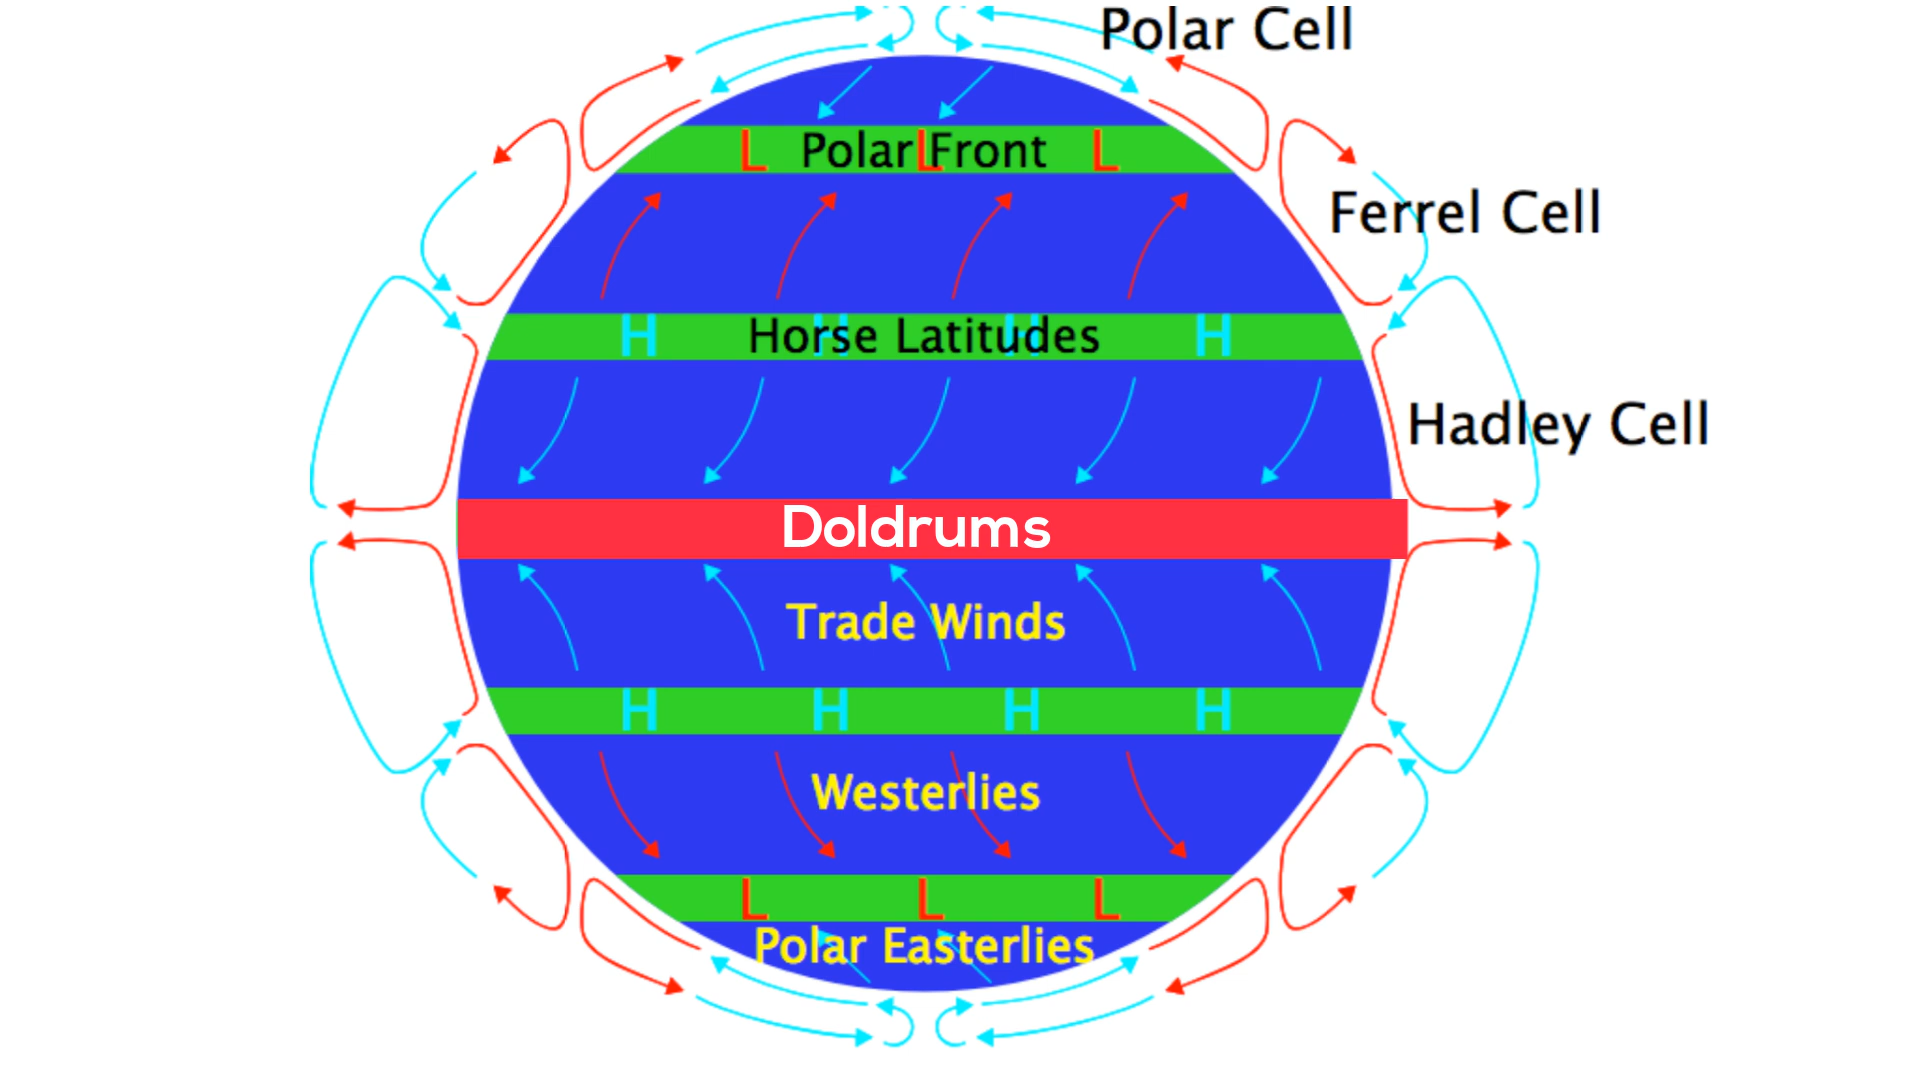 Polar Cell
L Polar L Front L
Ferrel Cell
H Horse Latitudes H H H
Hadley Cell
Doldrums
Trade Winds
H H H H
Westerlies
L L L
Polar Easterlies